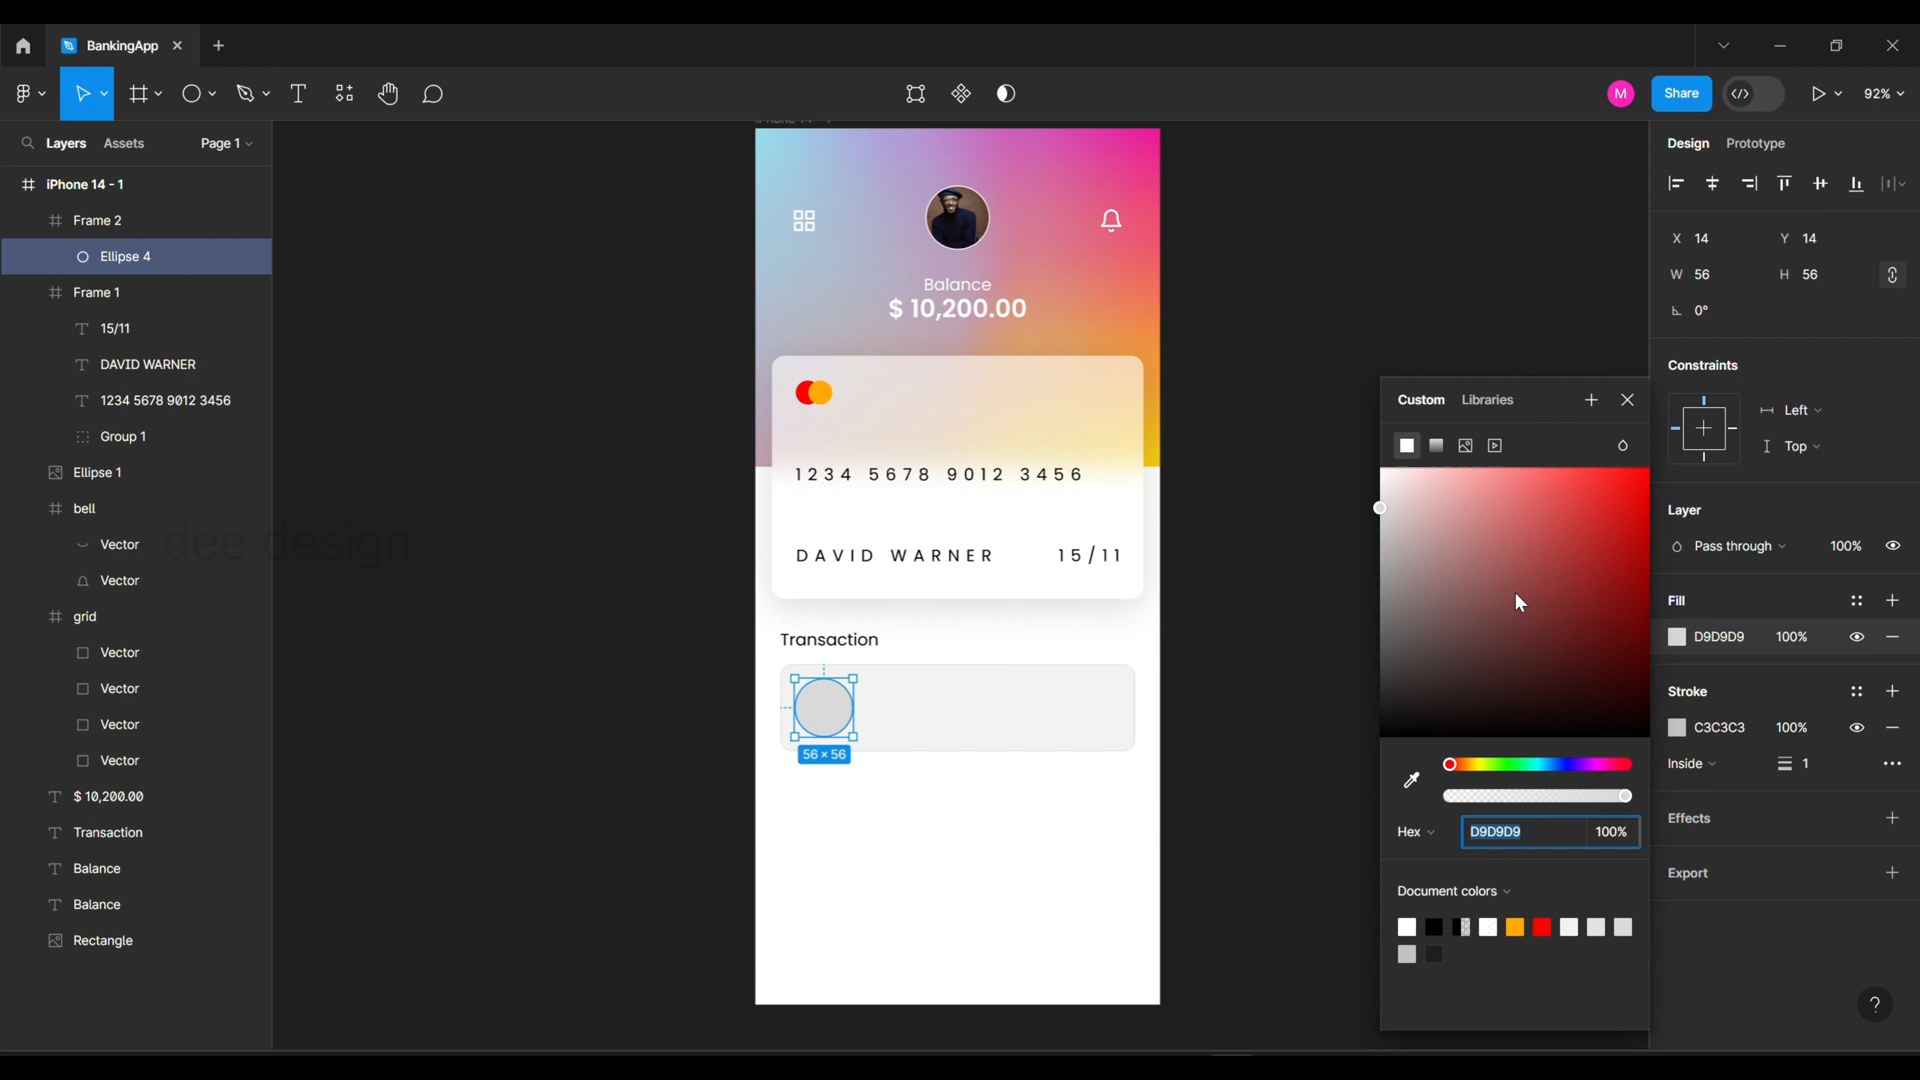 BankingApp
M
Share
92%
Layers
Assets
Page 1
Design
Prototype
iPhone 14 - 1
Frame 2
Ellipse 4
Frame 1
15/11
DAVID WARNER
1234 5678 9012 3456
Group 1
Ellipse 1
bell
Vector
Vector
grid
Vector
Vector
Vector
Vector
$ 10,200.00
Transaction
Balance
Balance
Rectangle
dee design
iPhone 14 - 1
Balance
$ 10,200.00
1234 5678 9012 3456
DAVID WARNER 15/11
Transaction
56 × 56
Custom
Libraries
Hex
D9D9D9
100%
Document colors
X 14
Y 14
W 56
H 56
0°
Constraints
Left
Top
Layer
Pass through
100%
Fill
D9D9D9
100%
Stroke
C3C3C3
100%
Inside
1
Effects
Export
?